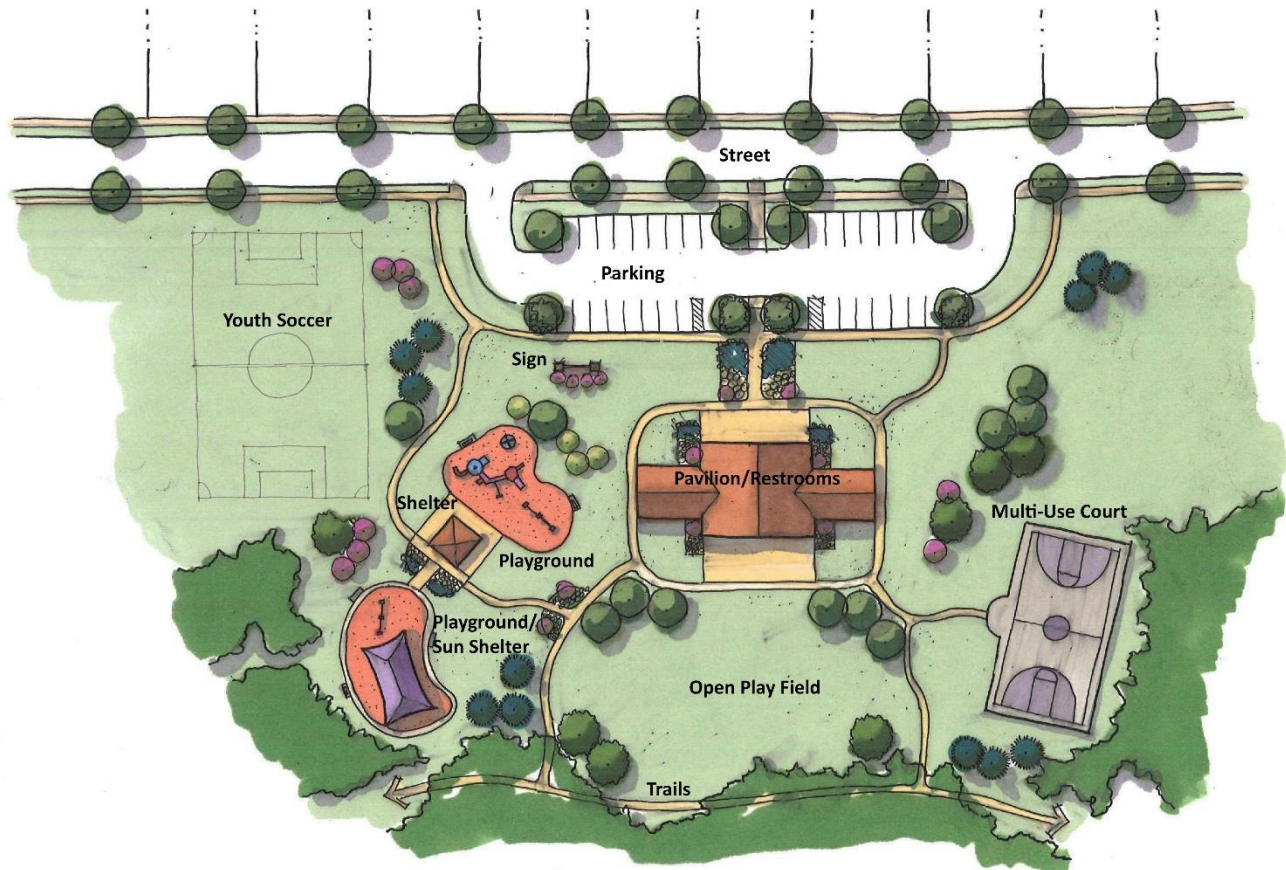 Street
Parking
Youth Soccer
Sign
Pavilion/Restrooms
Shelter
Multi-Use Court
Playground
Playground/
Sun Shelter
Open Play Field
Trails